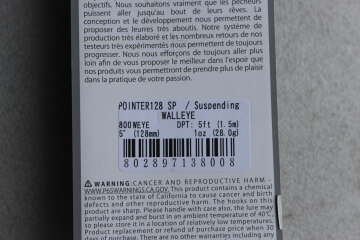 objectifs. Nous souhaitons vraiment que les pêcheurs
puissent aller jusqu'au bout de leurs rêves. La
conception et le développement nous permettent de
proposer des leurres très aboutis. Notre système de
production très élaboré et les nombreux retours de nos
testeurs très expérimentés nous permettent de toujours
progresser. Nous nous efforçons de toujours aller plus
loin afin de vous proposer le meilleur dans l'espoir que
nos produits vous permettront de prendre plus de plaisir
dans la pratique de votre passion.
POINTER128 SP / Suspending
WALLEYE
800WEYE DPT: 5ft (1.5m)
5" (128mm) 1oz (28.0g)
802897138008
WARNING: CANCER AND REPRODUCTIVE HARM -
WWW.P65WARNINGS.CA.GOV. This product contains a chemical
known to the state of California to cause cancer and birth
defects and other reproductive harm. The hooks on this
product are sharp. Please handle with care. Also, the lure may
partially expand and burst in an ambient temperature of 40℃,
so please store it in a location of relatively low temperatures.
Product replacement or refund of purchase price when 30
days of purchase. There are no other warranties including any